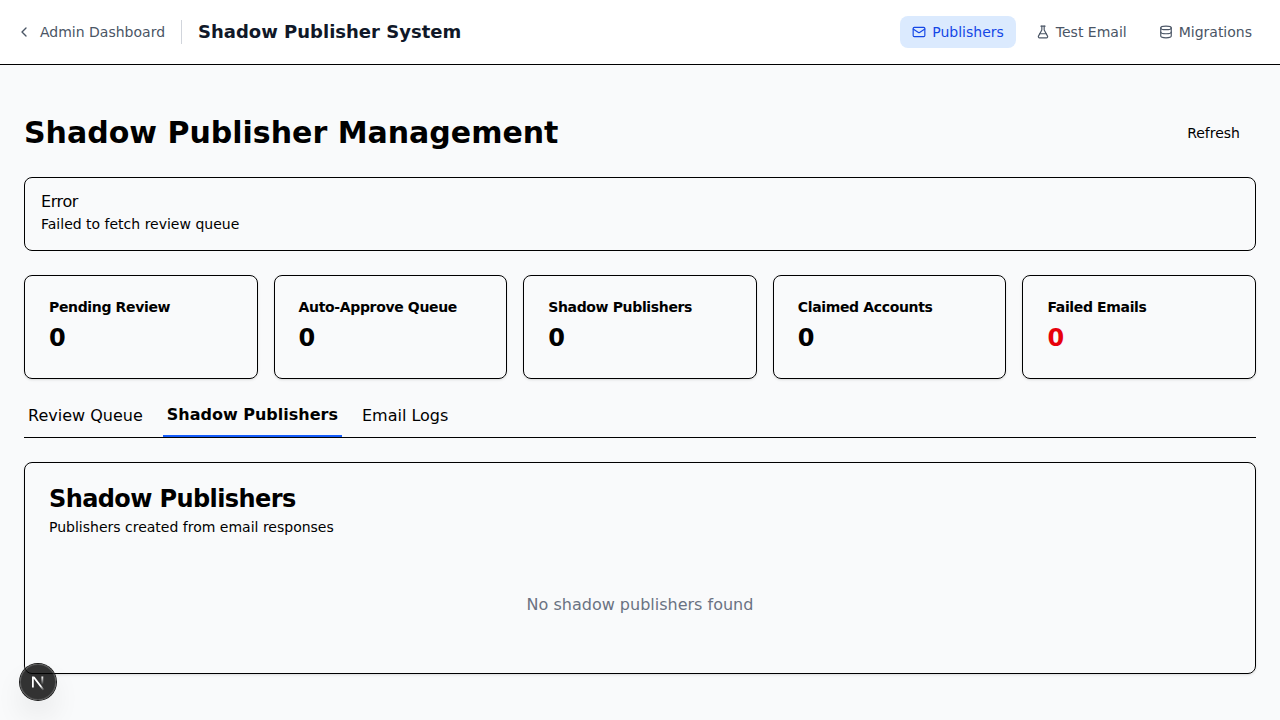 Admin Dashboard
Shadow Publisher System
Publishers
Test Email
Migrations
Shadow Publisher Management
Refresh
Error
Failed to fetch review queue
Pending Review
0
Auto-Approve Queue
0
Shadow Publishers
0
Claimed Accounts
0
Failed Emails
0
Review Queue
Shadow Publishers
Email Logs
Shadow Publishers
Publishers created from email responses
No shadow publishers found
N